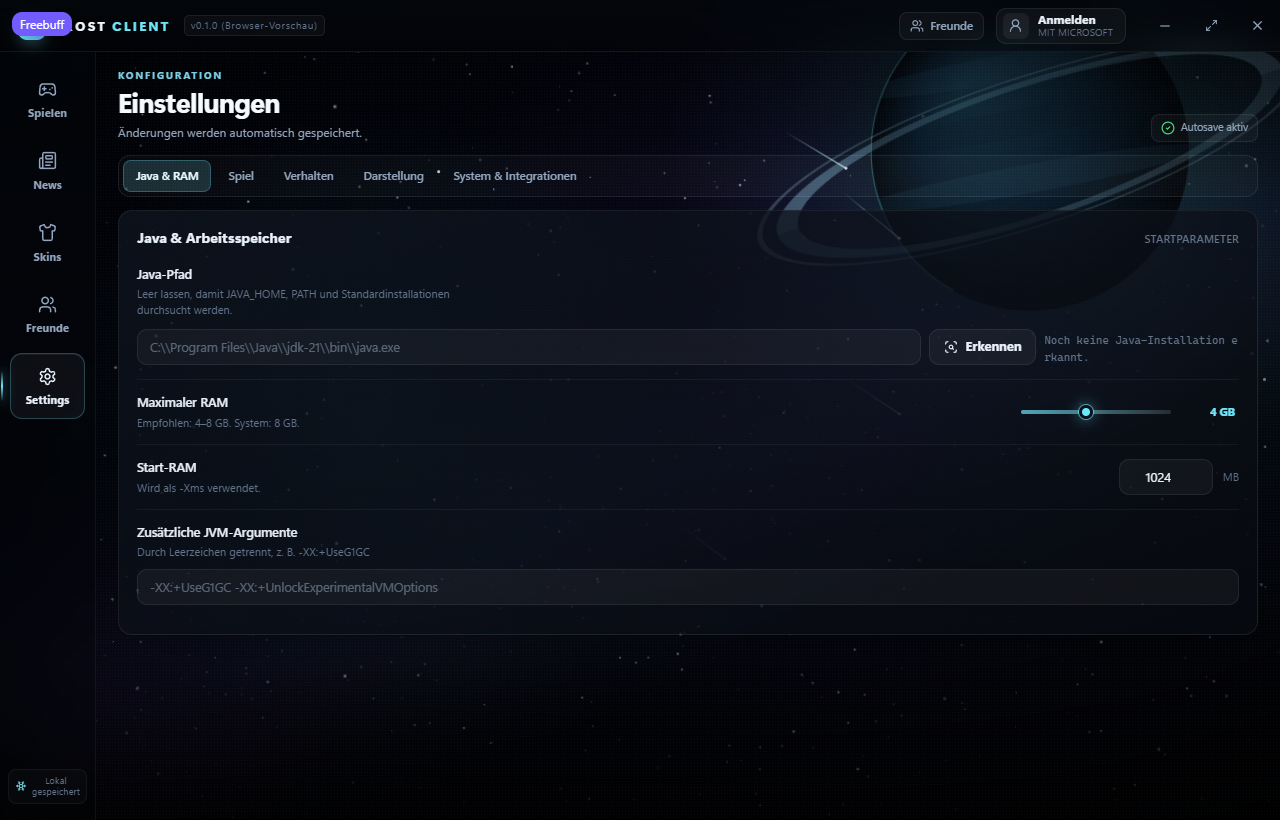 Freebuff
OST CLIENT
v0.1.0 (Browser-Vorschau)
Freunde
Anmelden
MIT MICROSOFT
Spielen
News
Skins
Freunde
Settings
Lokal
gespeichert
KONFIGURATION
Einstellungen
Änderungen werden automatisch gespeichert.
Autosave aktiv
Java & RAM
Spiel
Verhalten
Darstellung
System & Integrationen
Java & Arbeitsspeicher
STARTPARAMETER
Java-Pfad
Leer lassen, damit JAVA_HOME, PATH und Standardinstallationen
durchsucht werden.
C:\\Program Files\\Java\\jdk-21\\bin\\java.exe
Erkennen
Noch keine Java-Installation e
rkannt.
Maximaler RAM
Empfohlen: 4–8 GB. System: 8 GB.
4 GB
Start-RAM
Wird als -Xms verwendet.
1024
MB
Zusätzliche JVM-Argumente
Durch Leerzeichen getrennt, z. B. -XX:+UseG1GC
-XX:+UseG1GC -XX:+UnlockExperimentalVMOptions